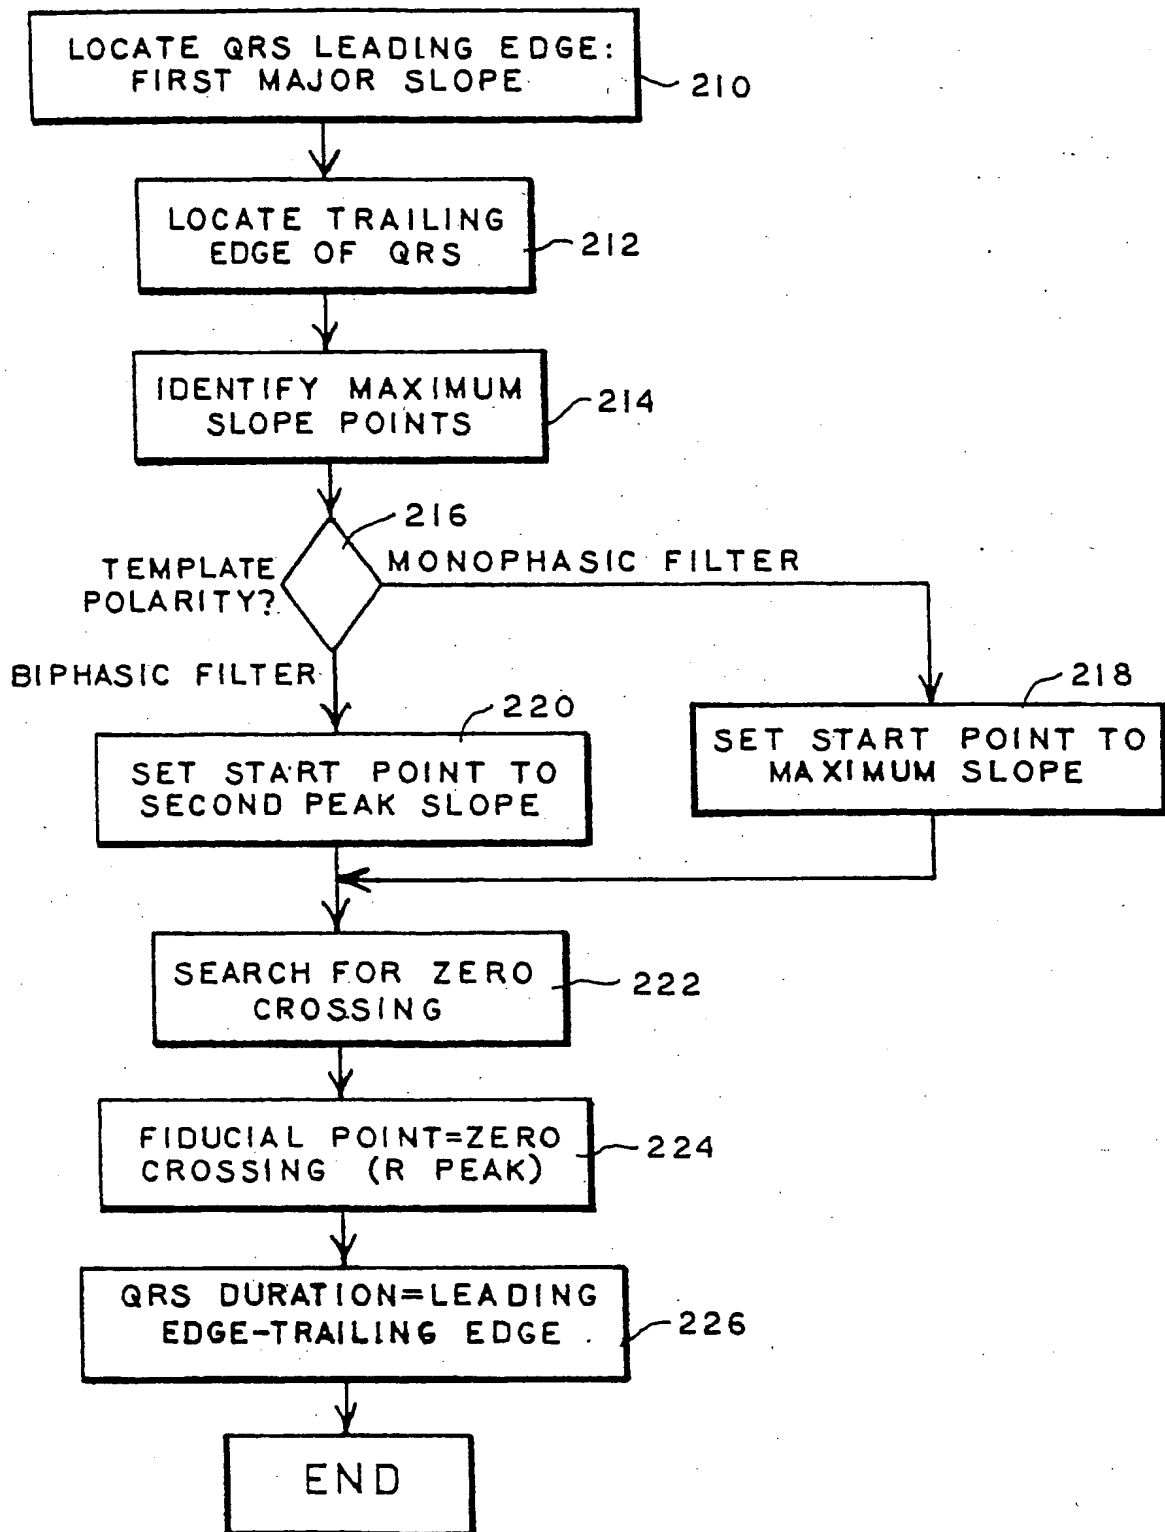 LOCATE QRS LEADING EDGE:
FIRST MAJOR SLOPE
210
LOCATE TRAILING
EDGE OF QRS
212
IDENTIFY MAXIMUM
SLOPE POINTS
214
216
TEMPLATE
POLARITY?
MONOPHASIC FILTER
BIPHASIC FILTER
218
SET START POINT TO
MAXIMUM SLOPE
220
SET START POINT TO
SECOND PEAK SLOPE
SEARCH FOR ZERO
CROSSING
222
FIDUCIAL POINT=ZERO
CROSSING (R PEAK)
224
QRS DURATION=LEADING
EDGE-TRAILING EDGE
226
END